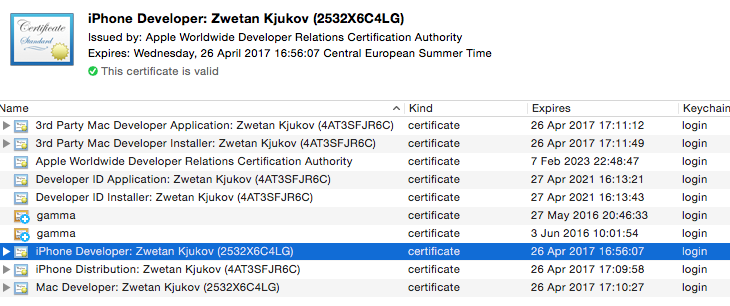 Certificate
Standard
iPhone Developer: Zwetan Kjukov (2532X6C4LG)
Issued by: Apple Worldwide Developer Relations Certification Authority
Expires: Wednesday, 26 April 2017 16:56:07 Central European Summer Time
This certificate is valid
Name Kind Expires Keychain
3rd Party Mac Developer Application: Zwetan Kjukov (4AT3SFJR6C) certificate 26 Apr 2017 17:11:12 login
3rd Party Mac Developer Installer: Zwetan Kjukov (4AT3SFJR6C) certificate 26 Apr 2017 17:11:49 login
Apple Worldwide Developer Relations Certification Authority certificate 7 Feb 2023 22:48:47 login
Developer ID Application: Zwetan Kjukov (4AT3SFJR6C) certificate 27 Apr 2021 16:13:21 login
Developer ID Installer: Zwetan Kjukov (4AT3SFJR6C) certificate 27 Apr 2021 16:13:43 login
gamma certificate 27 May 2016 20:46:33 login
gamma certificate 3 Jun 2016 10:01:54 login
iPhone Developer: Zwetan Kjukov (2532X6C4LG) certificate 26 Apr 2017 16:56:07 login
iPhone Distribution: Zwetan Kjukov (4AT3SFJR6C) certificate 26 Apr 2017 17:09:58 login
Mac Developer: Zwetan Kjukov (2532X6C4LG) certificate 26 Apr 2017 17:10:27 login